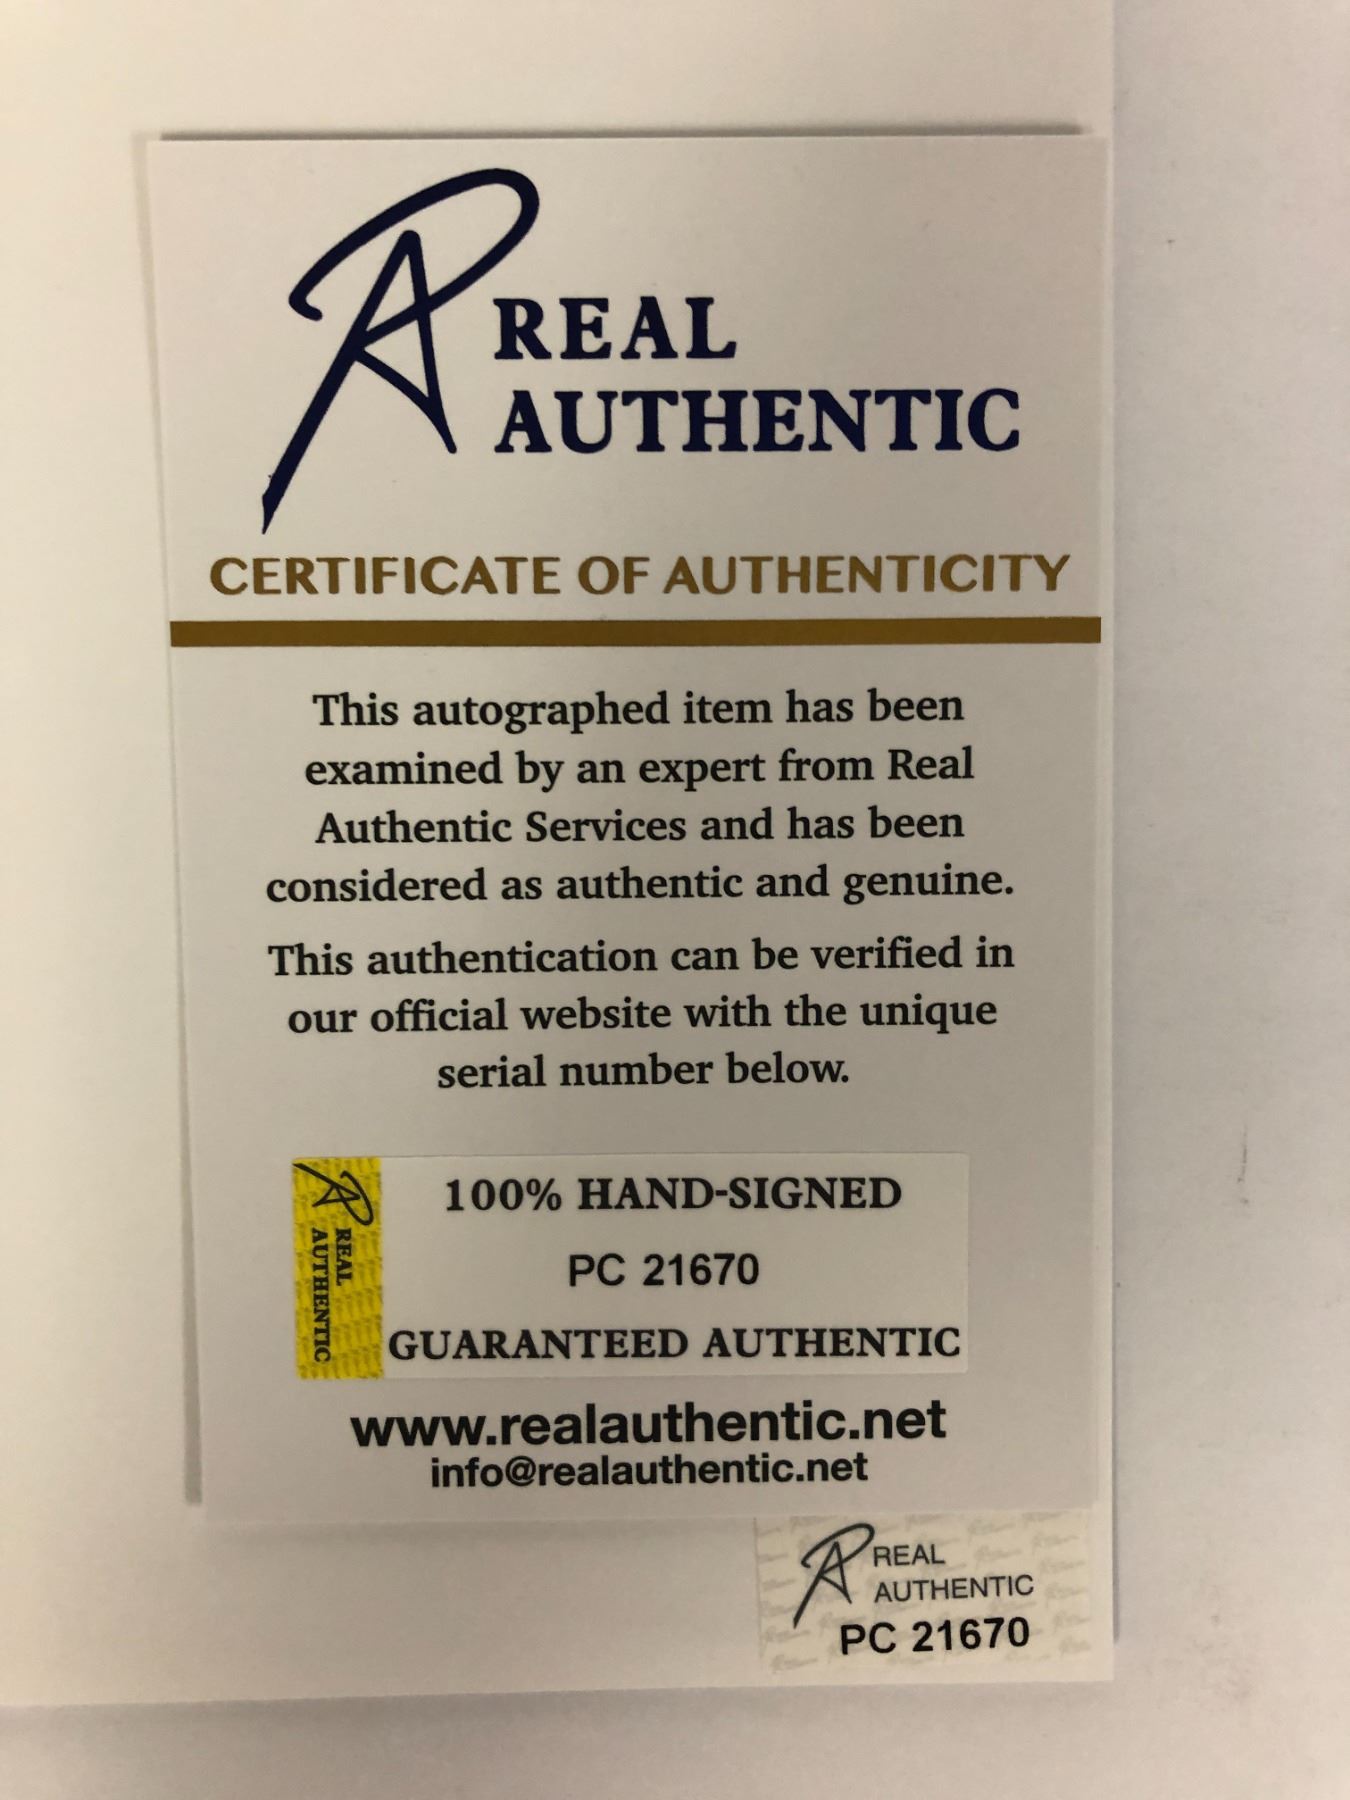 REAL
AUTHENTIC
CERTIFICATE OF AUTHENTICITY
This autographed item has been
examined by an expert from Real
Authentic Services and has been
considered as authentic and genuine.
This authentication can be verified in
our official website with the unique
serial number below.
REAL
AUTHENTIC
100% HAND-SIGNED
PC 21670
GUARANTEED AUTHENTIC
www.realauthentic.net
info@realauthentic.net
REAL
AUTHENTIC
PC 21670